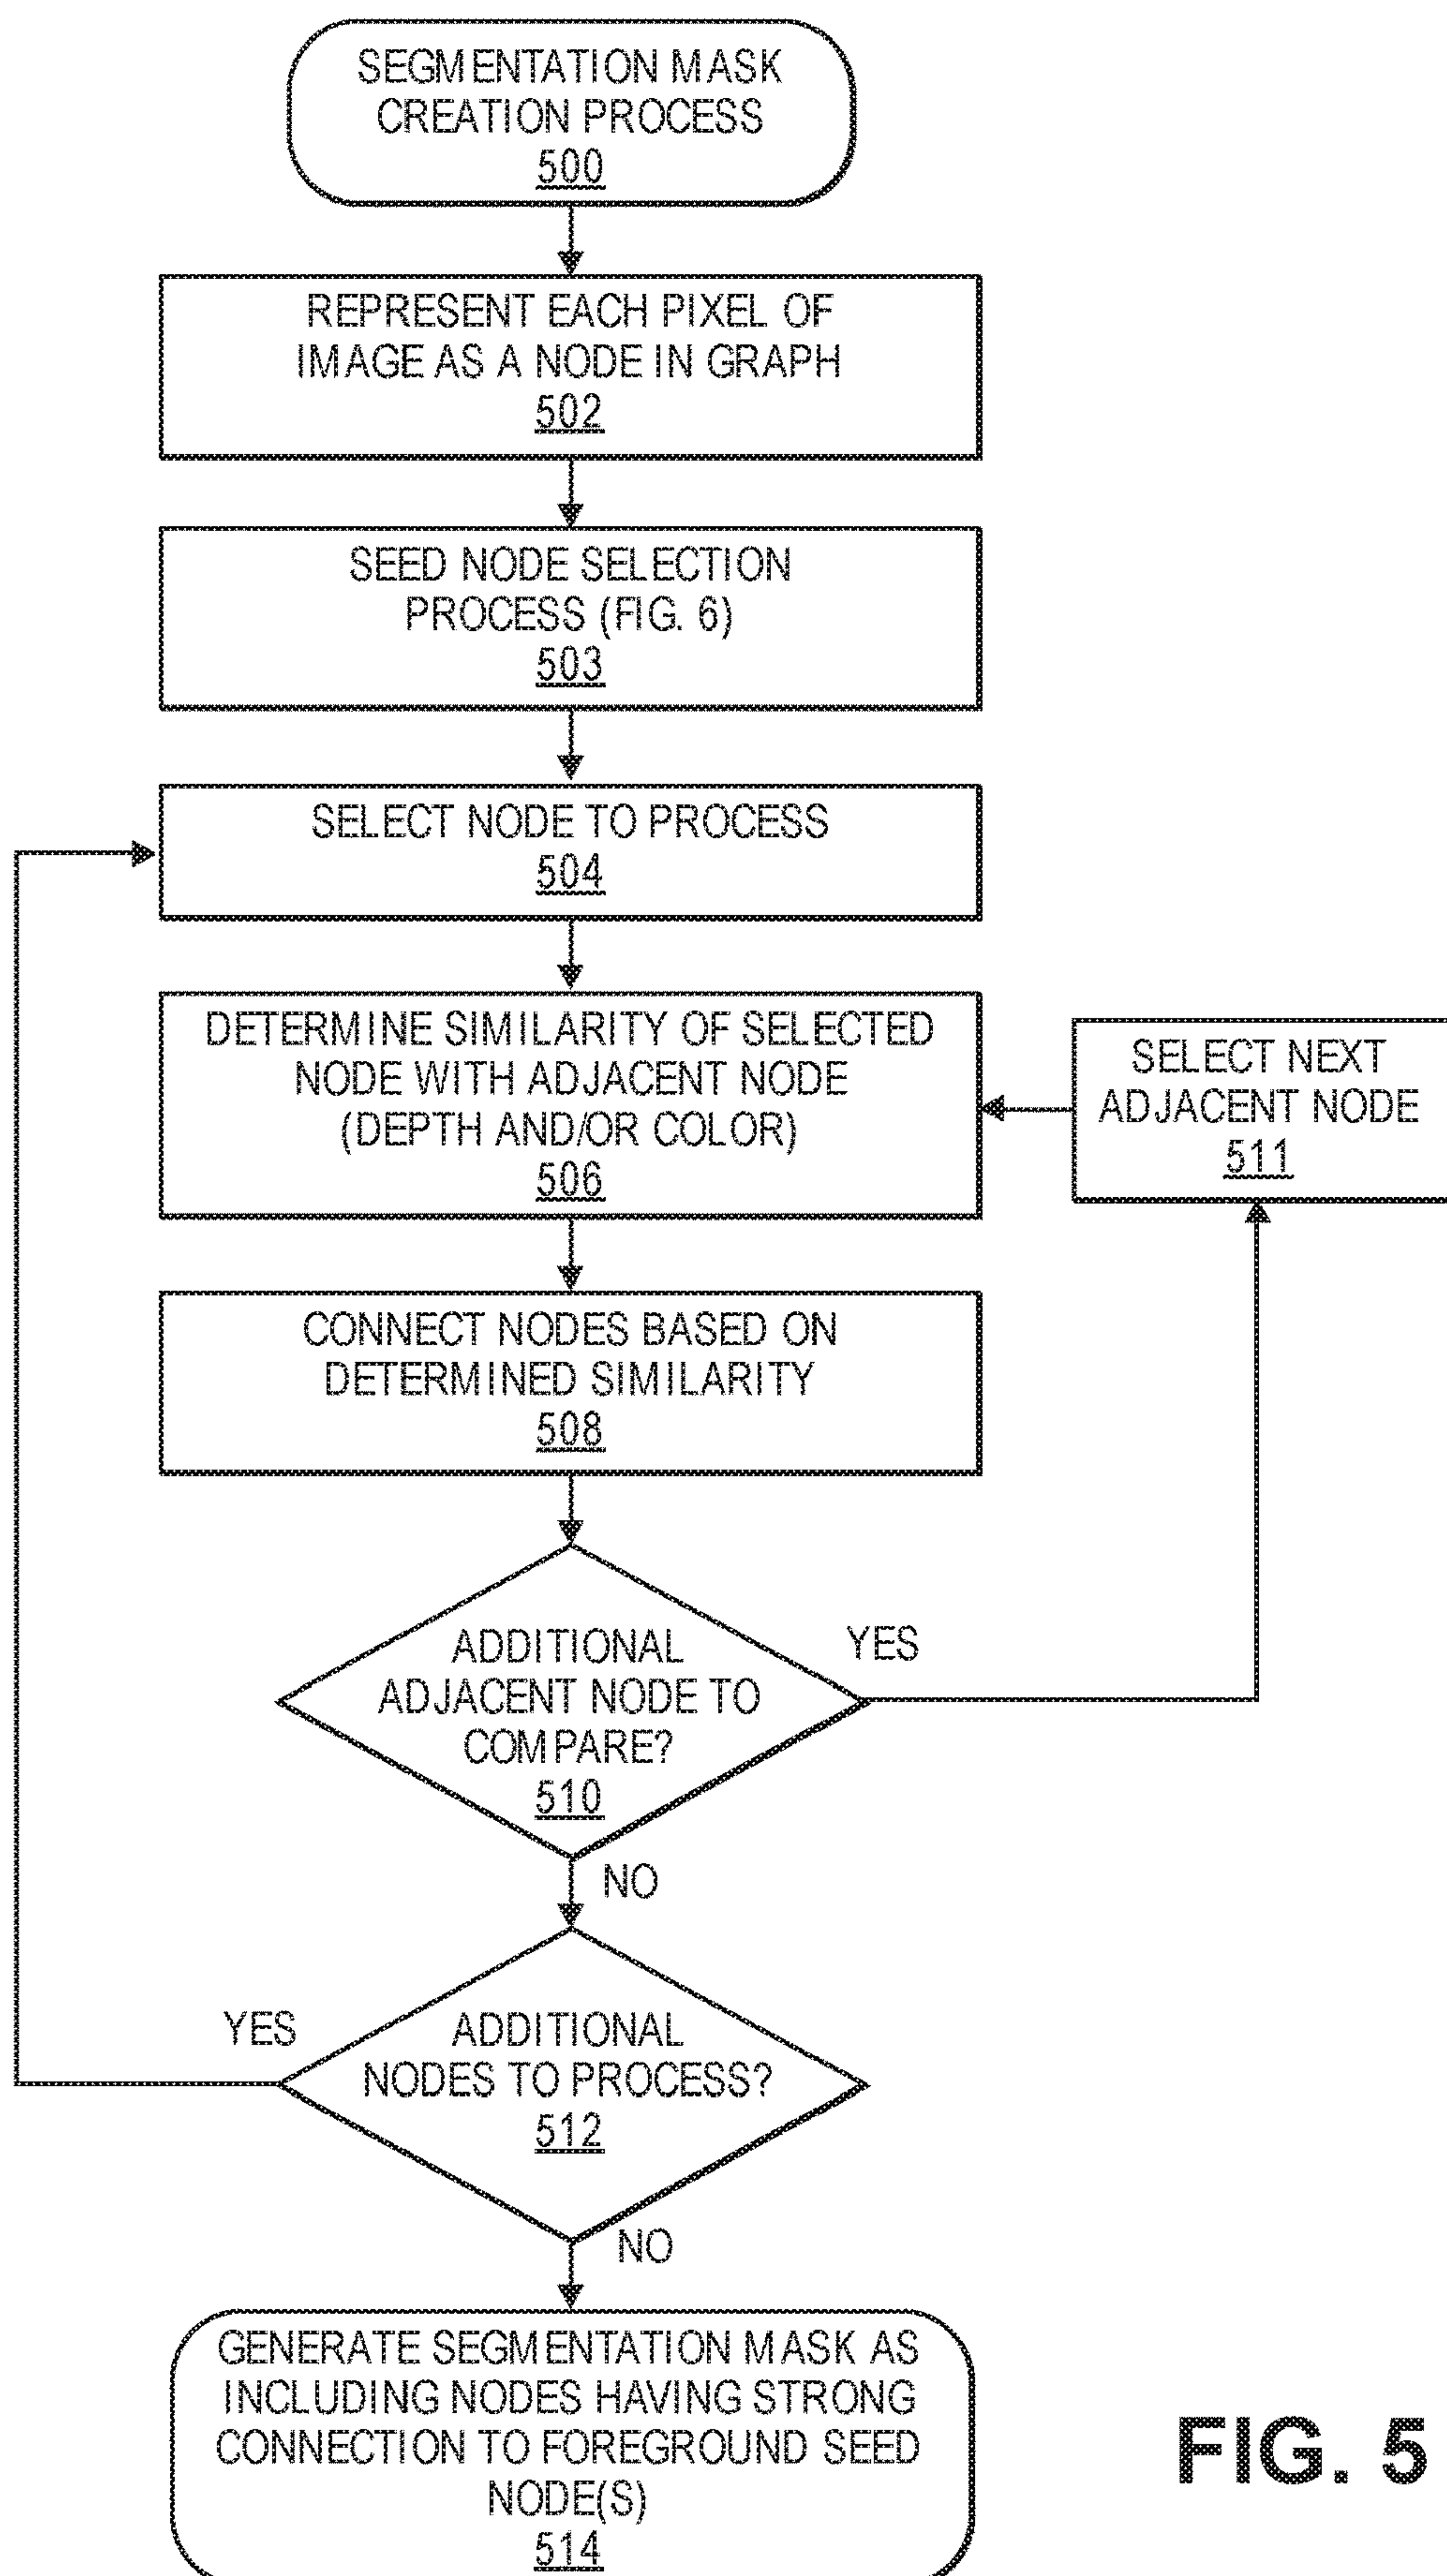 SEGMENTATION MASK
CREATION PROCESS
500
REPRESENT EACH PIXEL OF
IMAGE AS A NODE IN GRAPH
502
SEED NODE SELECTION
PROCESS (FIG. 6)
503
SELECT NODE TO PROCESS
504
DETERMINE SIMILARITY OF SELECTED
NODE WITH ADJACENT NODE
(DEPTH AND/OR COLOR)
506
SELECT NEXT
ADJACENT NODE
511
CONNECT NODES BASED ON
DETERMINED SIMILARITY
508
ADDITIONAL
ADJACENT NODE TO
COMPARE?
510
YES
NO
ADDITIONAL
NODES TO PROCESS?
512
YES
NO
GENERATE SEGMENTATION MASK AS
INCLUDING NODES HAVING STRONG
CONNECTION TO FOREGROUND SEED
NODE(S)
514
FIG. 5